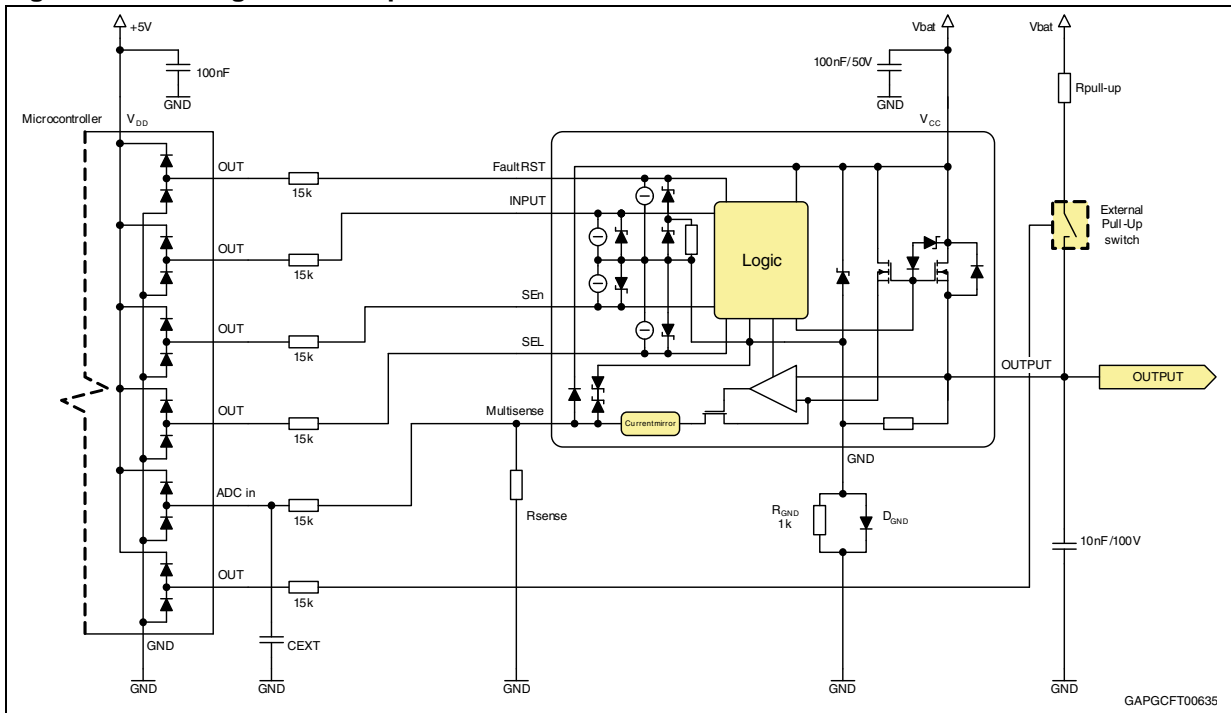 +5V
Vbat
Vbat
100nF
100nF/50V
GND
GND
Rpull-up
Microcontroller
VDD
VCC
OUT
15k
FaultRST
INPUT
OUT
15k
SEn
OUT
15k
SEL
OUT
15k
Logic
External
Pull-Up
switch
OUTPUT
OUTPUT
Multisense
Currentmirror
GND
ADC in
15k
Rsense
RGND
1k
DGND
10nF/100V
OUT
15k
GND
CEXT
GND
GND
GND
GND
GND
GAPGCFT00635